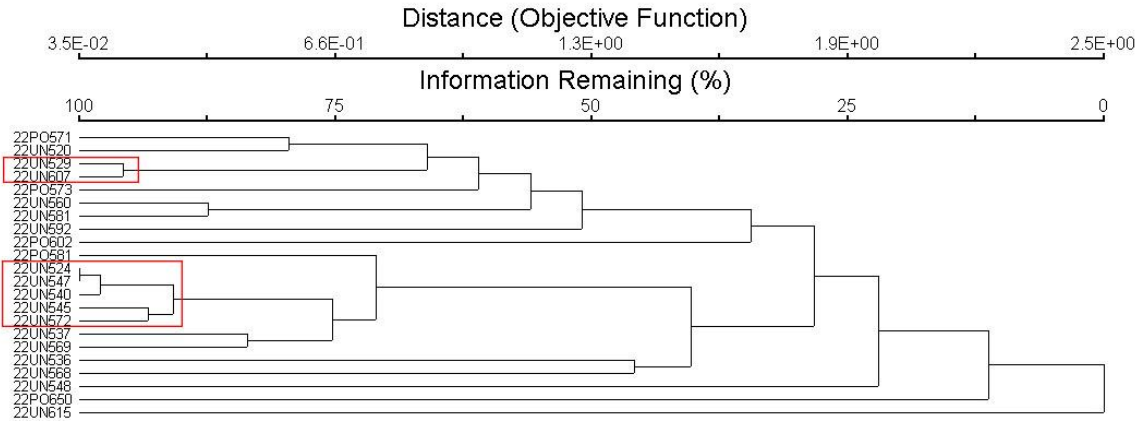 Distance (Objective Function)
3.5E-02 6.6E-01 1.3E+00 1.9E+00 2.5E+00
Information Remaining (%)
100 75 50 25 0
22PO571
22UN520
22UN529
22UN607
22PO573
22UN560
22UN581
22UN592
22PO602
22PO581
22UN524
22UN547
22UN540
22UN545
22UN572
22UN537
22UN569
22UN536
22UN568
22UN548
22PO650
22UN615